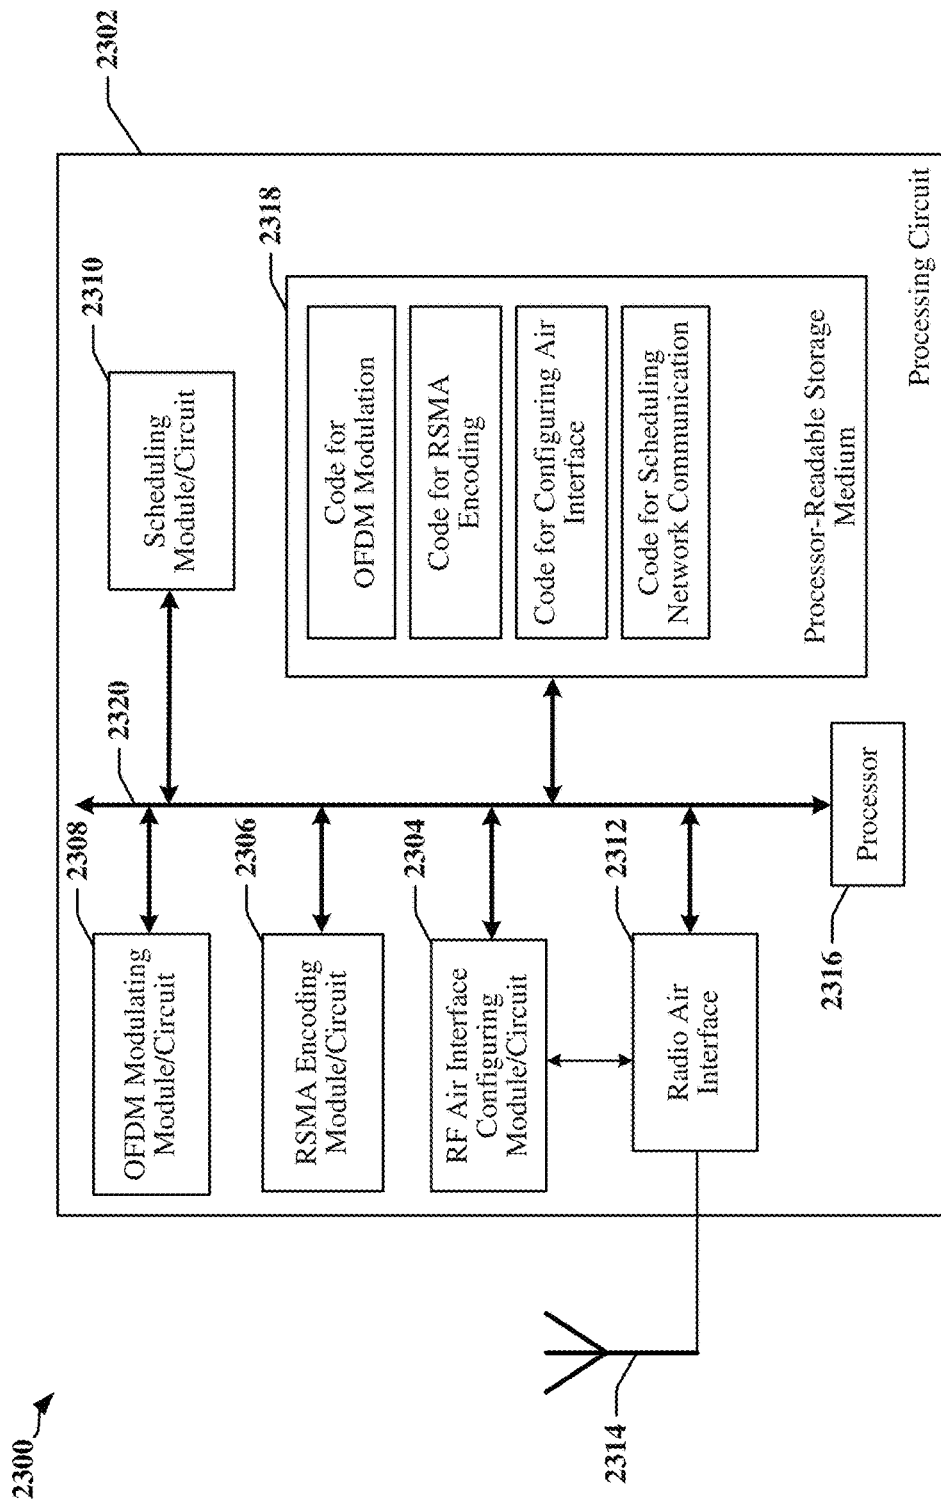 2300
2302
2310
Scheduling
Module/Circuit
2318
Code for
OFDM Modulation
Code for RSMA
Encoding
Code for Configuring Air
Interface
Code for Scheduling
Network Communication
Processor-Readable Storage
Medium
Processing Circuit
2320
2308
OFDM Modulating
Module/Circuit
2306
RSMA Encoding
Module/Circuit
2304
RF Air Interface
Configuring
Module/Circuit
2312
Radio Air
Interface
Processor
2316
2314